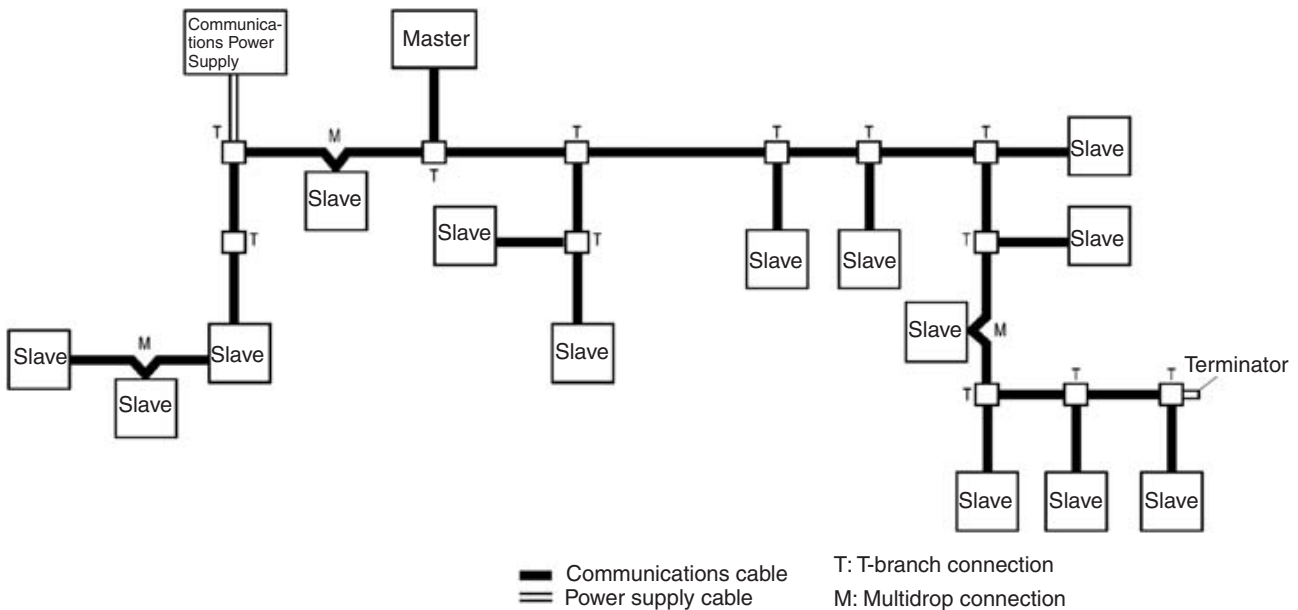 Communica-
tions Power
Supply
Master
T
M
T
T
T
T
T
Slave
Slave
T
Slave
T
Slave
Slave
T
Slave
Slave
Slave
Slave
M
Slave
M
Slave
Slave
Slave
T
T
T
Terminator
Slave
Slave
Slave
Communications cable
Power supply cable
T: T-branch connection
M: Multidrop connection